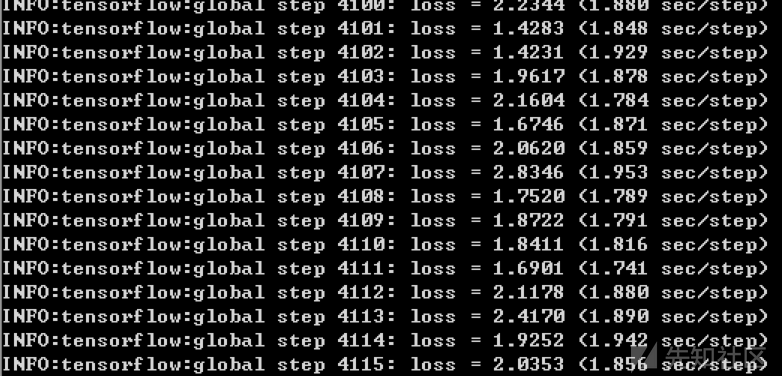 INFO:tensorflow:global step 4100: loss = 2.2344 (1.880 sec/step)
INFO:tensorflow:global step 4101: loss = 1.4283 (1.848 sec/step)
INFO:tensorflow:global step 4102: loss = 1.4231 (1.929 sec/step)
INFO:tensorflow:global step 4103: loss = 1.9617 (1.878 sec/step)
INFO:tensorflow:global step 4104: loss = 2.1604 (1.784 sec/step)
INFO:tensorflow:global step 4105: loss = 1.6746 (1.871 sec/step)
INFO:tensorflow:global step 4106: loss = 2.0620 (1.859 sec/step)
INFO:tensorflow:global step 4107: loss = 2.8346 (1.953 sec/step)
INFO:tensorflow:global step 4108: loss = 1.7520 (1.789 sec/step)
INFO:tensorflow:global step 4109: loss = 1.8722 (1.791 sec/step)
INFO:tensorflow:global step 4110: loss = 1.8411 (1.816 sec/step)
INFO:tensorflow:global step 4111: loss = 1.6901 (1.741 sec/step)
INFO:tensorflow:global step 4112: loss = 2.1178 (1.880 sec/step)
INFO:tensorflow:global step 4113: loss = 2.4170 (1.890 sec/step)
INFO:tensorflow:global step 4114: loss = 1.9252 (1.942 sec/step)
INFO:tensorflow:global step 4115: loss = 2.0353 (1.856 sec/step)
先知社区